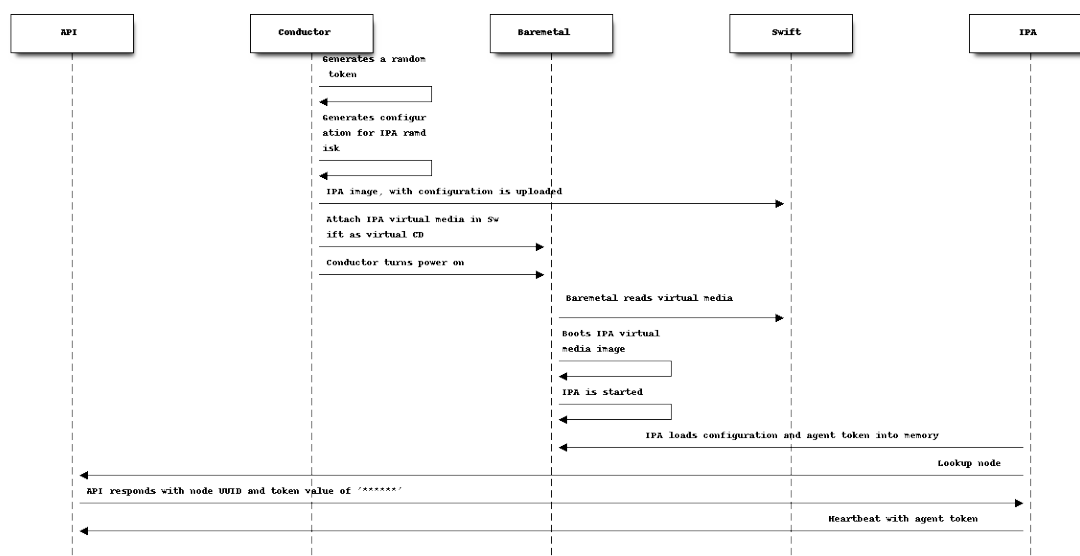 API
Conductor
Baremetal
Swift
IPA
Generates a random
token
Generates configur
ation for IPA ramd
isk
IPA image, with configuration is uploaded
Attach IPA virtual media in Sw
ift as virtual CD
Conductor turns power on
Baremetal reads virtual media
Boots IPA virtual
media image
IPA is started
IPA loads configuration and agent token into memory
Lookup node
API responds with node UUID and token value of '******'
Heartbeat with agent token